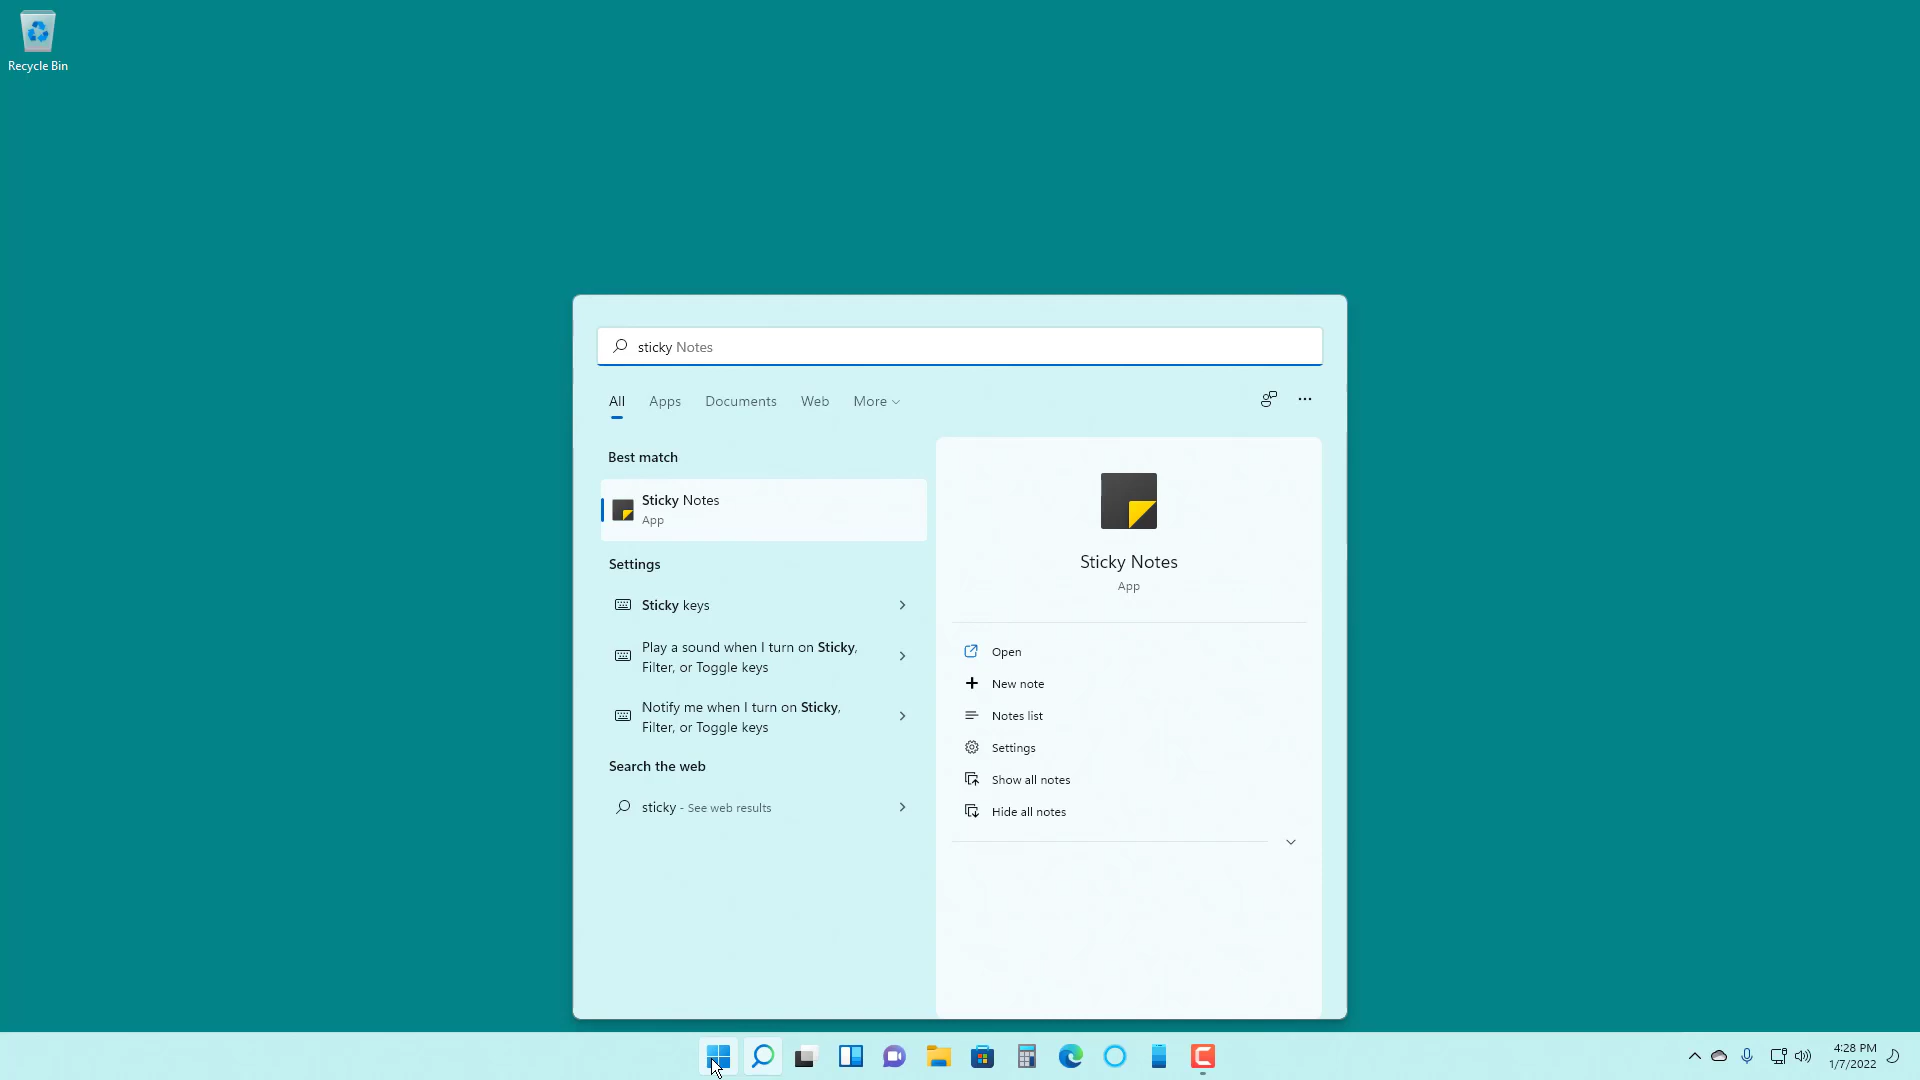 Recycle Bin
sticky Notes
All Apps Documents Web More
Best match
Sticky Notes
App
Settings
Sticky keys
Play a sound when I turn on Sticky,
Filter, or Toggle keys
Notify me when I turn on Sticky,
Filter, or Toggle keys
Search the web
sticky - See web results
Sticky Notes
App
Open
New note
Notes list
Settings
Show all notes
Hide all notes
4:28 PM
1/7/2022